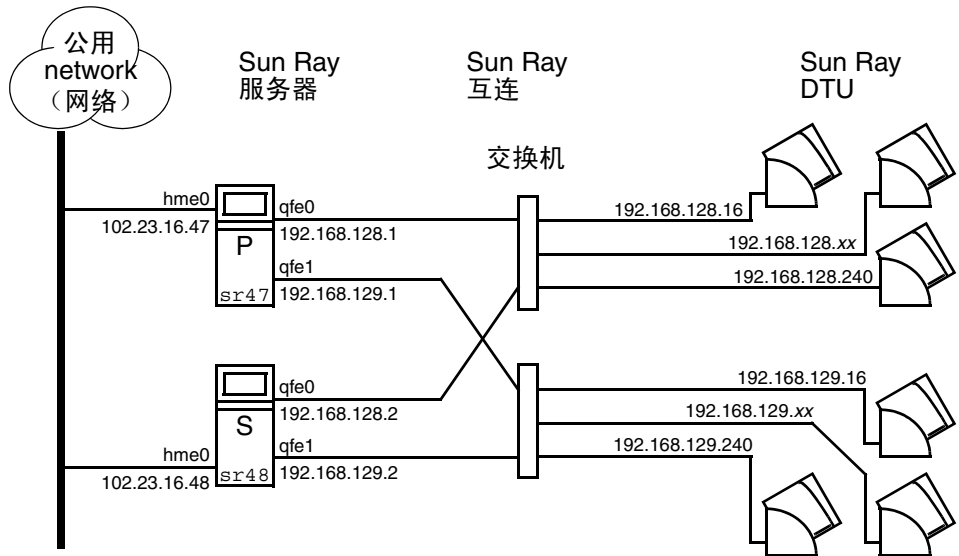 公用
network
（网络）
Sun Ray
服务器
Sun Ray
互连
Sun Ray
DTU
交换机
hme0
102.23.16.47
P
sr47
qfe0
192.168.128.1
qfe1
192.168.129.1
192.168.128.16
192.168.128.xx
192.168.128.240
hme0
102.23.16.48
S
sr48
qfe0
192.168.128.2
qfe1
192.168.129.2
192.168.129.16
192.168.129.xx
192.168.129.240